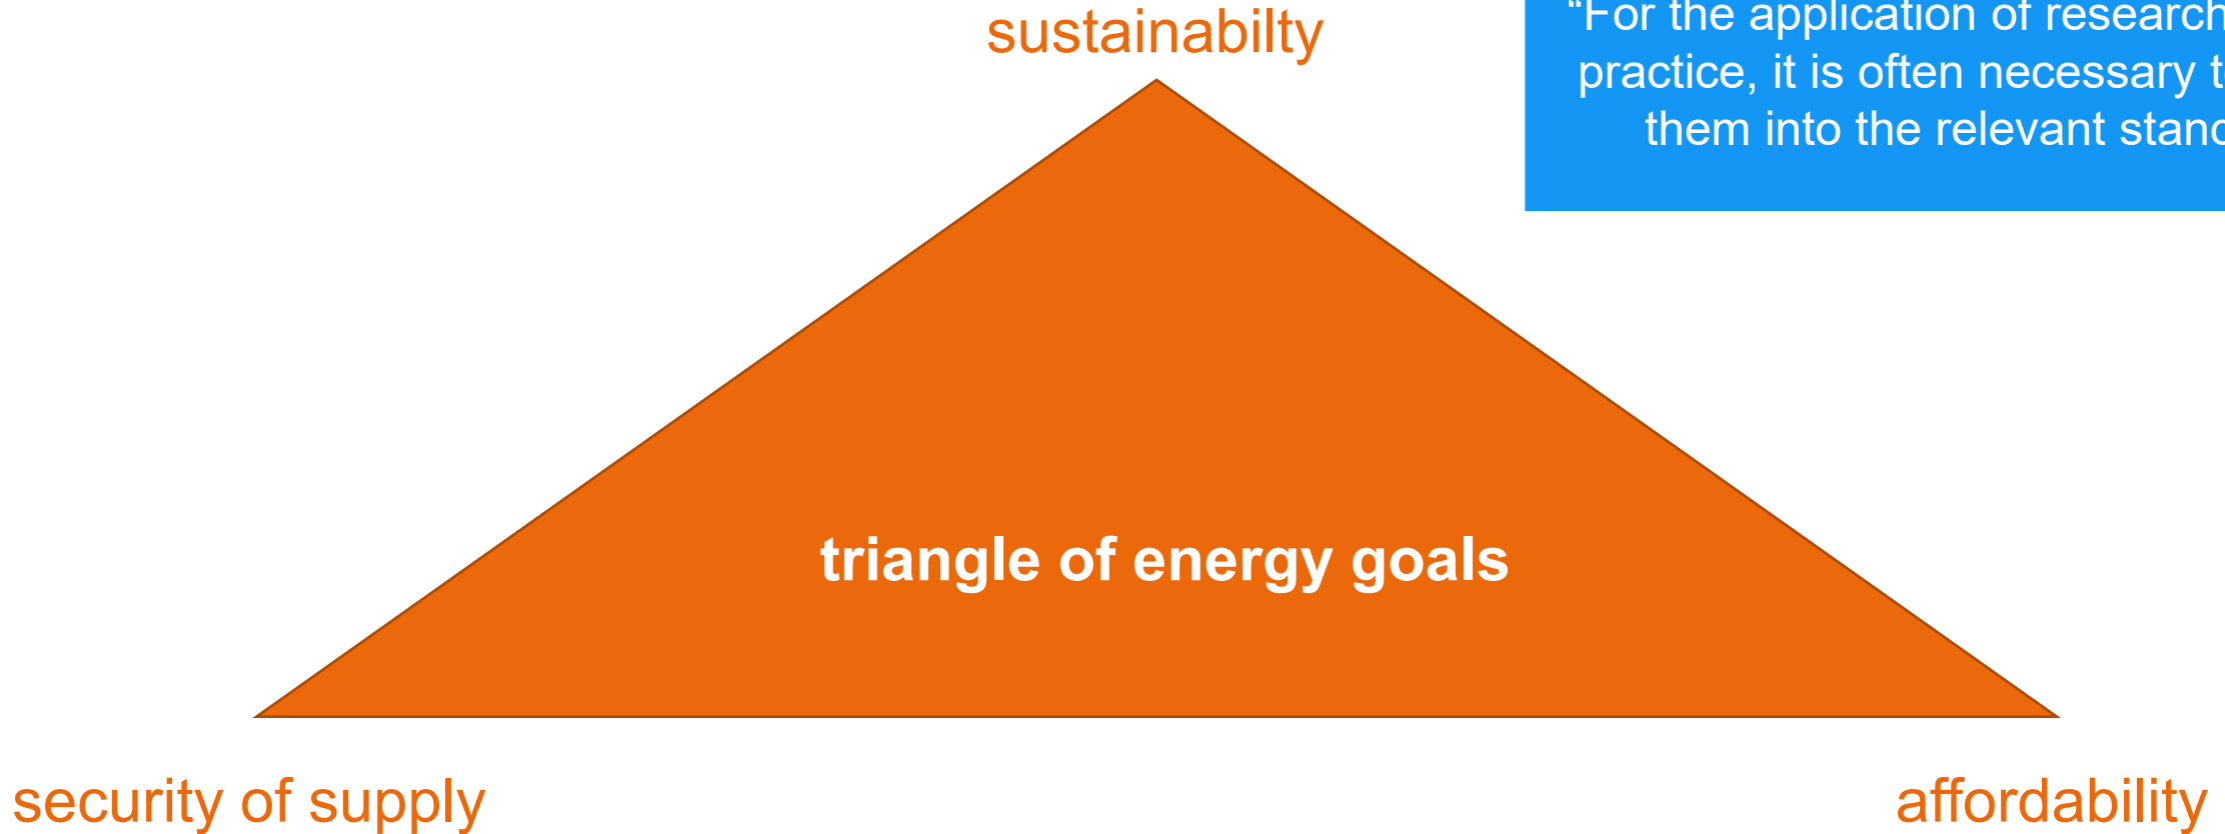 sustainabilty
“For the application of research
practice, it is often necessary
them into the relevant
triangle of energy goals
security of supply
affordability